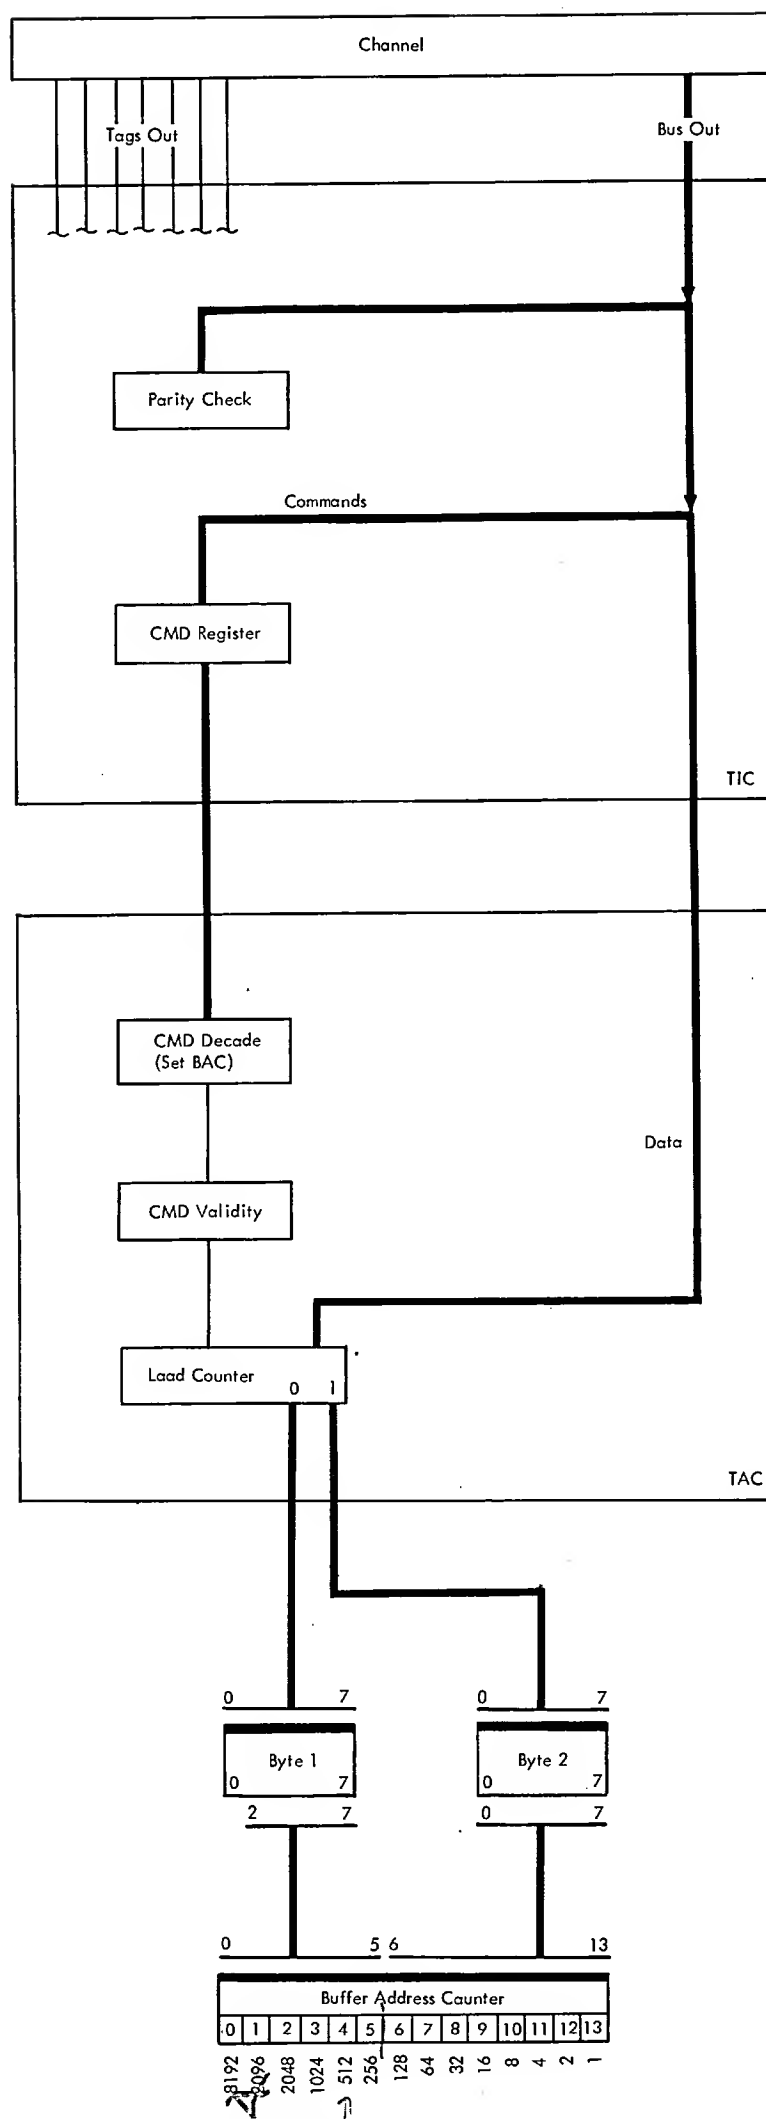 Channel
Tags Out
Bus Out
Parity Check
Commands
CMD Register
TIC
CMD Decade
(Set BAC)
Data
CMD Validity
Laad Counter
0 1
TAC
0 7 0 7
Byte 1 Byte 2
0 7 0 7
2 7 0 7
0 5 6 13
Buffer Address Caunter
0 1 2 3 4 5 6 7 8 9 10 11 12 13
8192 2096 2048 1024 512 256 128 64 32 16 8 4 2 1